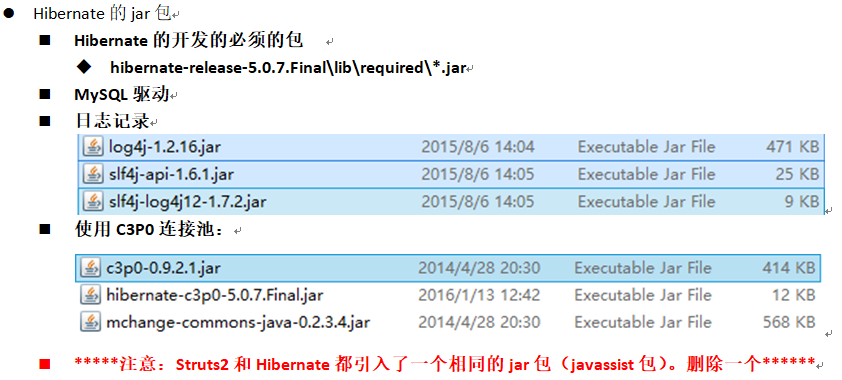 Hibernate 的 jar 包
Hibernate 的开发的必须的包
hibernate-release-5.0.7.Final\lib\required\*.jar
MySQL 驱动
日志记录
log4j-1.2.16.jar 2015/8/6 14:04 Executable Jar File 471 KB
slf4j-api-1.6.1.jar 2015/8/6 14:05 Executable Jar File 25 KB
slf4j-log4j12-1.7.2.jar 2015/8/6 14:05 Executable Jar File 9 KB
使用 C3P0 连接池：
c3p0-0.9.2.1.jar 2014/4/28 20:30 Executable Jar File 414 KB
hibernate-c3p0-5.0.7.Final.jar 2016/1/13 12:42 Executable Jar File 12 KB
mchange-commons-java-0.2.3.4.jar 2014/4/28 20:30 Executable Jar File 568 KB
*****注意：Struts2 和 Hibernate 都引入了一个相同的 jar 包（javassist 包）。删除一个******